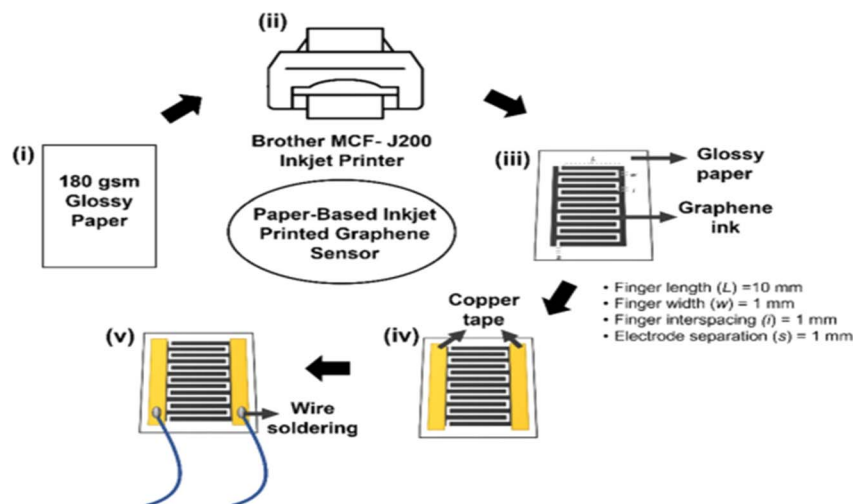 (i)
180 gsm
Glossy
Paper
(ii)
Brother MCF- J200
Inkjet Printer
Paper-Based Inkjet
Printed Graphene
Sensor
(iii)
L
w
i
Glossy
paper
Graphene
ink
• Finger length (L) =10 mm
• Finger width (w) = 1 mm
• Finger interspacing (i) = 1 mm
• Electrode separation (s) = 1 mm
(iv)
Copper
tape
(v)
Wire
soldering